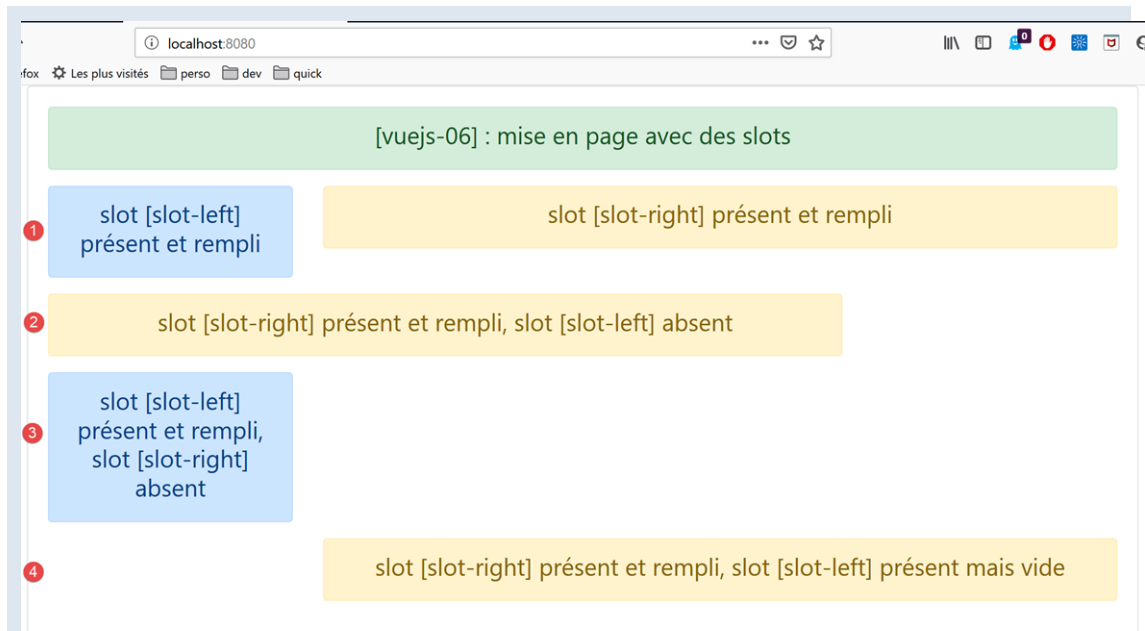 localhost:8080
0
efox Les plus visités perso dev quick
[vuejs-06] : mise en page avec des slots
1
slot [slot-left]
présent et rempli
slot [slot-right] présent et rempli
2
slot [slot-right] présent et rempli, slot [slot-left] absent
3
slot [slot-left]
présent et rempli,
slot [slot-right]
absent
4
slot [slot-right] présent et rempli, slot [slot-left] présent mais vide